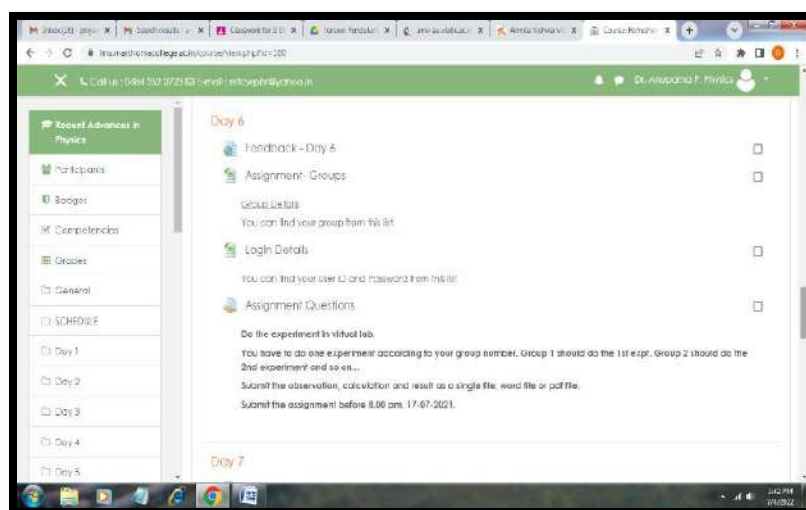 Call us : 0484 262 3723 E-mail :
Dr. Anupama P.
Recent Advances in
Physics
Participants
Badges
Competencies
Grades
General
SCHEDULE
Day 1
Day 2
Day 3
Day 4
Day 5
Day 6
Feedback - Day 6
Assignment- Groups
Group Details
You can find your group from this list
Login Details
You can find your user ID and Password from this list
Assignment Questions
Do the experiment in virtual lab.
You have to do one experiment according to your group number. Group 1 should do the 1st expt. Group 2 should do the
2nd experiment and so on...
Submit the observation, calculation and result as a single file, word file or pdf file.
Submit the assignment before 8.00 pm, 17-07-2021.
Day 7